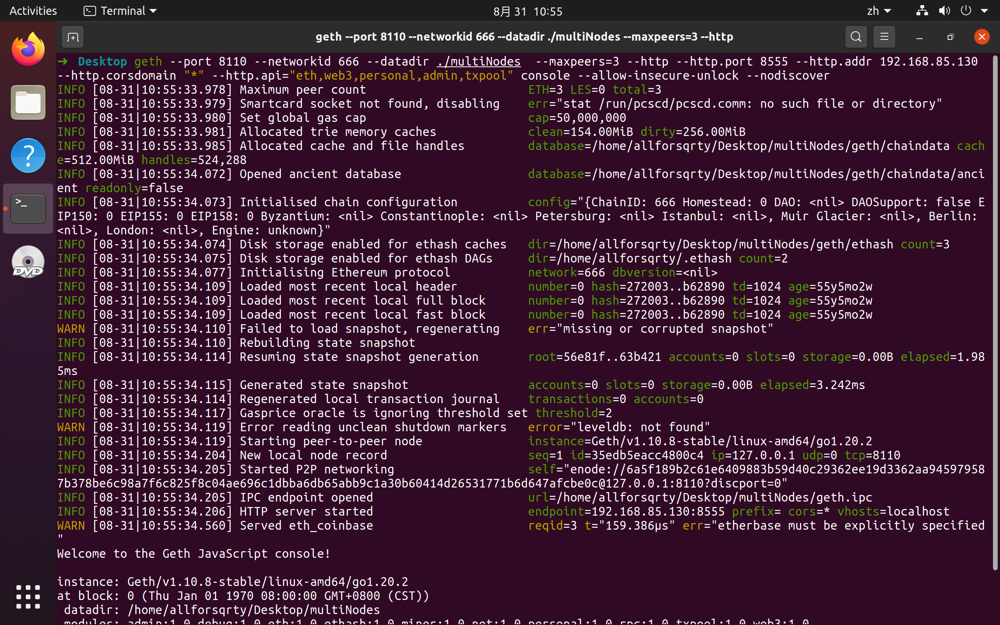 Activities Terminal 8月 31 10:55 zh
geth --port 8110 --networkid 666 --datadir ./multiNodes --maxpeers=3 --http
➜ Desktop geth --port 8110 --networkid 666 --datadir ./multiNodes --maxpeers=3 --http --http.port 8555 --http.addr 192.168.85.130
--http.corsdomain "*" --http.api="eth,web3,personal,admin,txpool" console --allow-insecure-unlock --nodiscover
INFO [08-31|10:55:33.978] Maximum peer count ETH=3 LES=0 total=3
INFO [08-31|10:55:33.979] Smartcard socket not found, disabling err="stat /run/pcscd/pcscd.comm: no such file or directory"
INFO [08-31|10:55:33.980] Set global gas cap cap=50,000,000
INFO [08-31|10:55:33.981] Allocated trie memory caches clean=154.00MiB dirty=256.00MiB
INFO [08-31|10:55:33.985] Allocated cache and file handles database=/home/allforsqrty/Desktop/multiNodes/geth/chaindata cach
e=512.00MiB handles=524,288
INFO [08-31|10:55:34.072] Opened ancient database database=/home/allforsqrty/Desktop/multiNodes/geth/chaindata/anci
ent readonly=false
INFO [08-31|10:55:34.073] Initialised chain configuration config="{ChainID: 666 Homestead: 0 DAO: <nil> DAOSupport: false E
IP150: 0 EIP155: 0 EIP158: 0 Byzantium: <nil> Constantinople: <nil> Petersburg: <nil> Istanbul: <nil>, Muir Glacier: <nil>, Berlin:
<nil>, London: <nil>, Engine: unknown}"
INFO [08-31|10:55:34.074] Disk storage enabled for ethash caches dir=/home/allforsqrty/Desktop/multiNodes/geth/ethash count=3
INFO [08-31|10:55:34.075] Disk storage enabled for ethash DAGs dir=/home/allforsqrty/.ethash count=2
INFO [08-31|10:55:34.077] Initialising Ethereum protocol network=666 dbversion=<nil>
INFO [08-31|10:55:34.109] Loaded most recent local header number=0 hash=272003..b62890 td=1024 age=55y5mo2w
INFO [08-31|10:55:34.109] Loaded most recent local full block number=0 hash=272003..b62890 td=1024 age=55y5mo2w
INFO [08-31|10:55:34.109] Loaded most recent local fast block number=0 hash=272003..b62890 td=1024 age=55y5mo2w
WARN [08-31|10:55:34.110] Failed to load snapshot, regenerating err="missing or corrupted snapshot"
INFO [08-31|10:55:34.110] Rebuilding state snapshot
INFO [08-31|10:55:34.114] Resuming state snapshot generation root=56e81f..63b421 accounts=0 slots=0 storage=0.00B elapsed=1.98
5ms
INFO [08-31|10:55:34.115] Generated state snapshot accounts=0 slots=0 storage=0.00B elapsed=3.242ms
INFO [08-31|10:55:34.114] Regenerated local transaction journal transactions=0 accounts=0
INFO [08-31|10:55:34.117] Gasprice oracle is ignoring threshold set threshold=2
WARN [08-31|10:55:34.119] Error reading unclean shutdown markers error="leveldb: not found"
INFO [08-31|10:55:34.119] Starting peer-to-peer node instance=Geth/v1.10.8-stable/linux-amd64/go1.20.2
INFO [08-31|10:55:34.204] New local node record seq=1 id=35edb5eacc4800c4 ip=127.0.0.1 udp=0 tcp=8110
INFO [08-31|10:55:34.205] Started P2P networking self="enode://6a5f189b2c61e6409883b59d40c29362ee19d3362aa94597958
7b378be6c98a7f6c825f8c04ae696c1dbba6db65abb9c1a30b60414d26531771b6d647afcbe0c@127.0.0.1:8110?discport=0"
INFO [08-31|10:55:34.205] IPC endpoint opened url=/home/allforsqrty/Desktop/multiNodes/geth.ipc
INFO [08-31|10:55:34.206] HTTP server started endpoint=192.168.85.130:8555 prefix= cors=* vhosts=localhost
WARN [08-31|10:55:34.560] Served eth_coinbase reqid=3 t="159.386µs" err="etherbase must be explicitly specified
"
Welcome to the Geth JavaScript console!
instance: Geth/v1.10.8-stable/linux-amd64/go1.20.2
at block: 0 (Thu Jan 01 1970 08:00:00 GMT+0800 (CST))
datadir: /home/allforsqrty/Desktop/multiNodes
modules: admin:1.0 debug:1.0 eth:1.0 ethash:1.0 miner:1.0 net:1.0 personal:1.0 rpc:1.0 txpool:1.0 web3:1.0
DVD